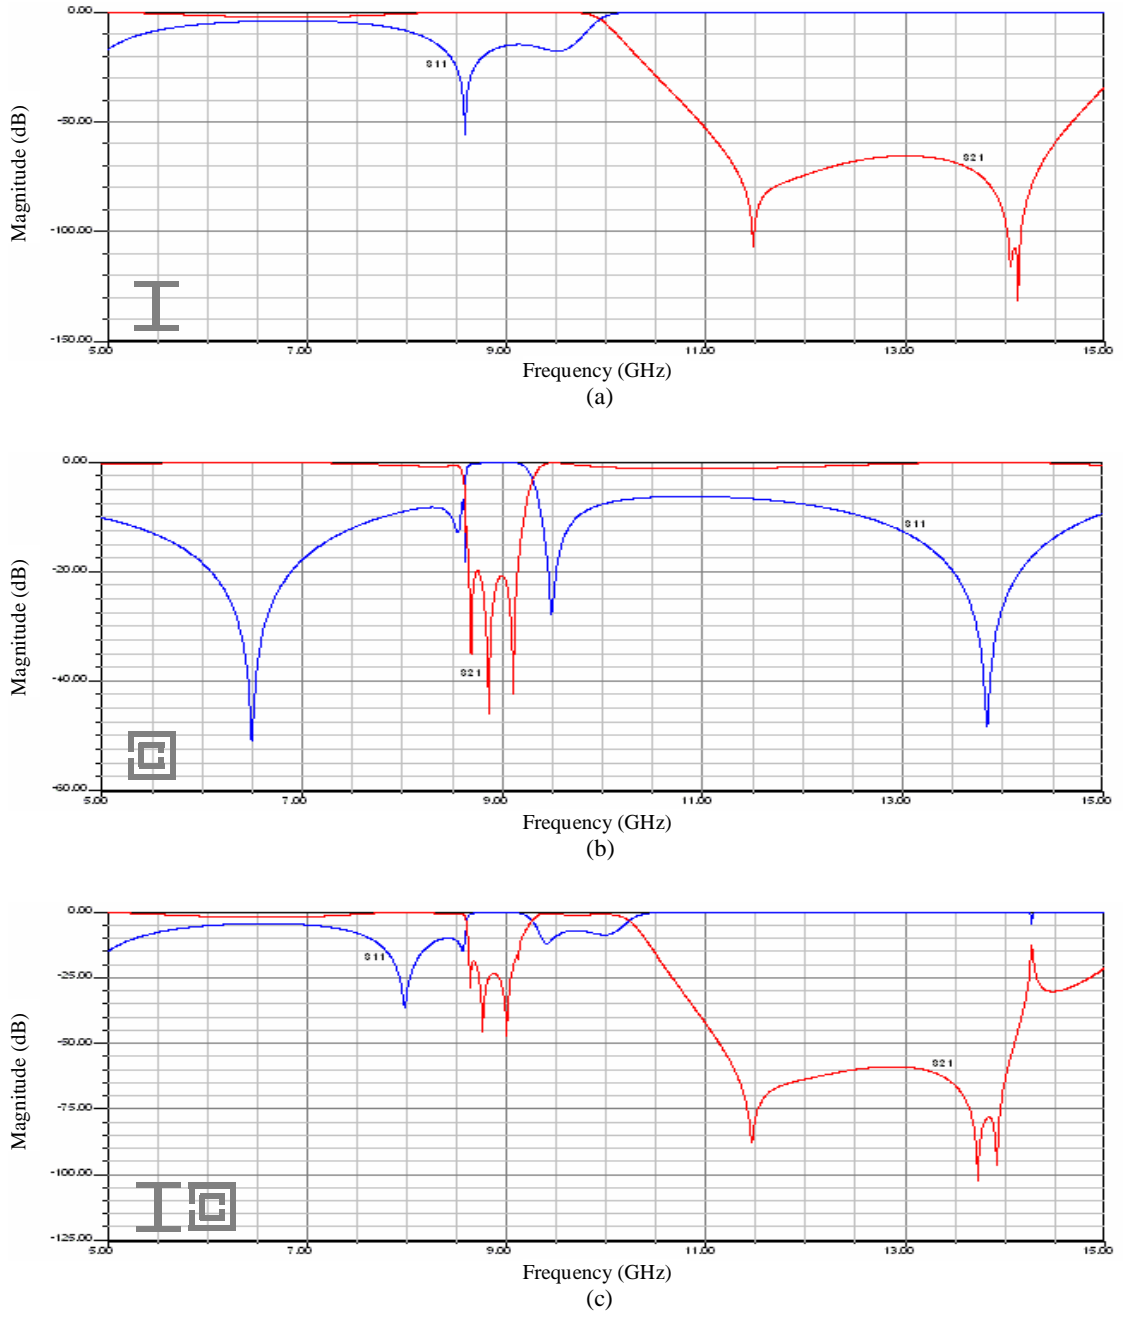 0.00
-50.00
-100.00
-150.00
Magnitude (dB)
S11
S21
5.00 7.00 9.00 11.00 13.00 15.00
Frequency (GHz)
(a)
0.00
-20.00
-40.00
-60.00
Magnitude (dB)
S11
S21
5.00 7.00 9.00 11.00 13.00 15.00
Frequency (GHz)
(b)
0.00
-25.00
-50.00
-75.00
-100.00
-125.00
Magnitude (dB)
S11
S21
5.00 7.00 9.00 11.00 13.00 15.00
Frequency (GHz)
(c)